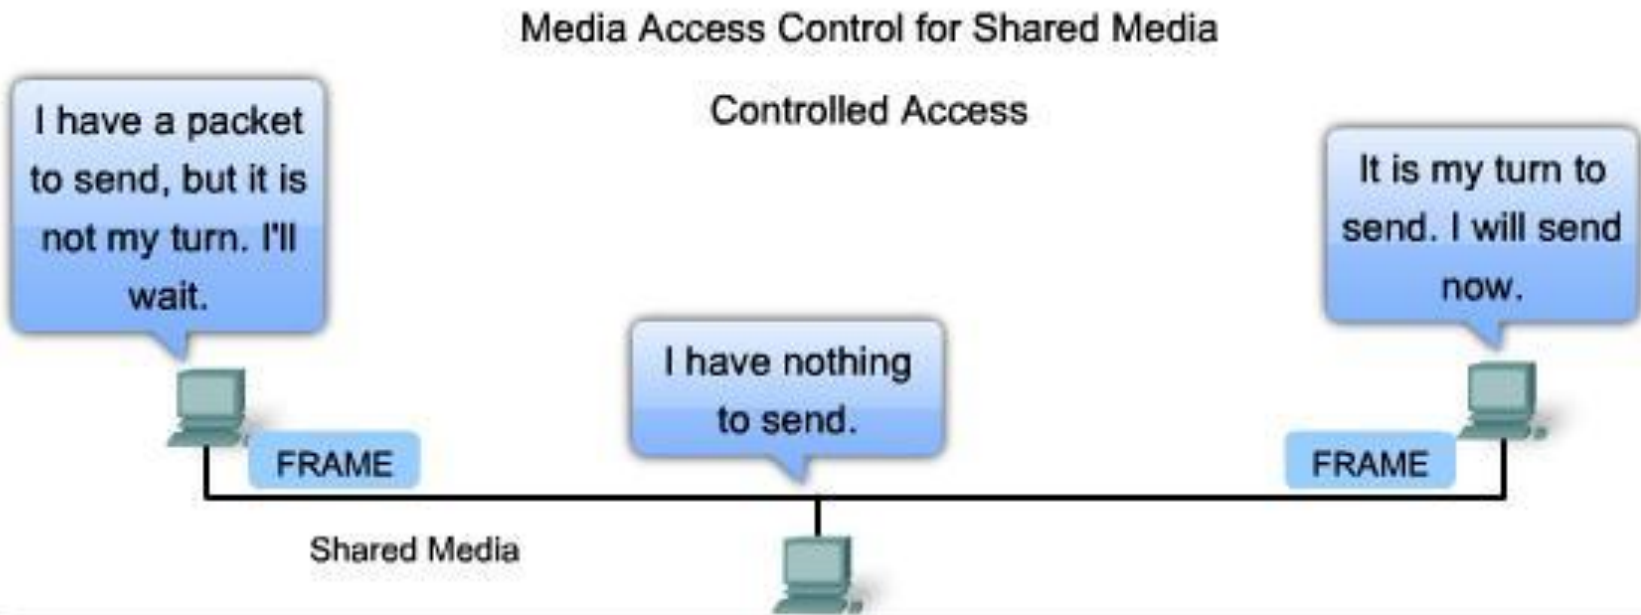 Media Access Control for Shared Media
Controlled Access
I have a packet
to send, but it is
not my turn. I'll
wait.
It is my turn to
send. I will send
now.
I have nothing
to send.
FRAME
FRAME
Shared Media